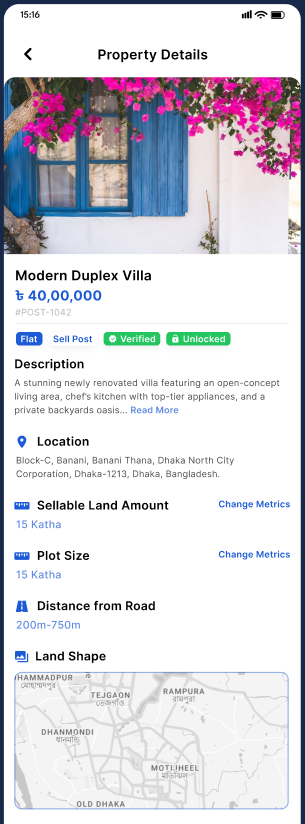 15:16
Property Details
Modern Duplex Villa
৳ 40,00,000
#POST-1042
Flat Sell Post Verified Unlocked
Description
A stunning newly renovated villa featuring an open-concept
living area, chef's kitchen with top-tier appliances, and a
private backyards oasis... Read More
Location
Block-C, Banani, Banani Thana, Dhaka North City
Corporation, Dhaka-1213, Dhaka, Bangladesh.
Sellable Land Amount Change Metrics
15 Katha
Plot Size Change Metrics
15 Katha
Distance from Road
200m-750m
Land Shape
HAMMADPUR
মোহাম্মদপুর
TEJGAON
তেজগাঁও
RAMPURA
রামপুরা
DHANMONDI
ধানমন্ডি
MOTIJHEEL
মতিঝিল
OLD DHAKA